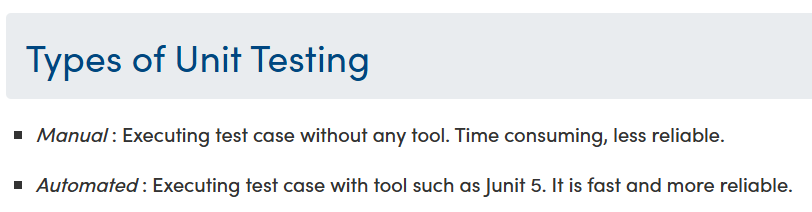 Types of Unit Testing
Manual : Executing test case without any tool. Time consuming, less reliable.
Automated : Executing test case with tool such as Junit 5. It is fast and more reliable.